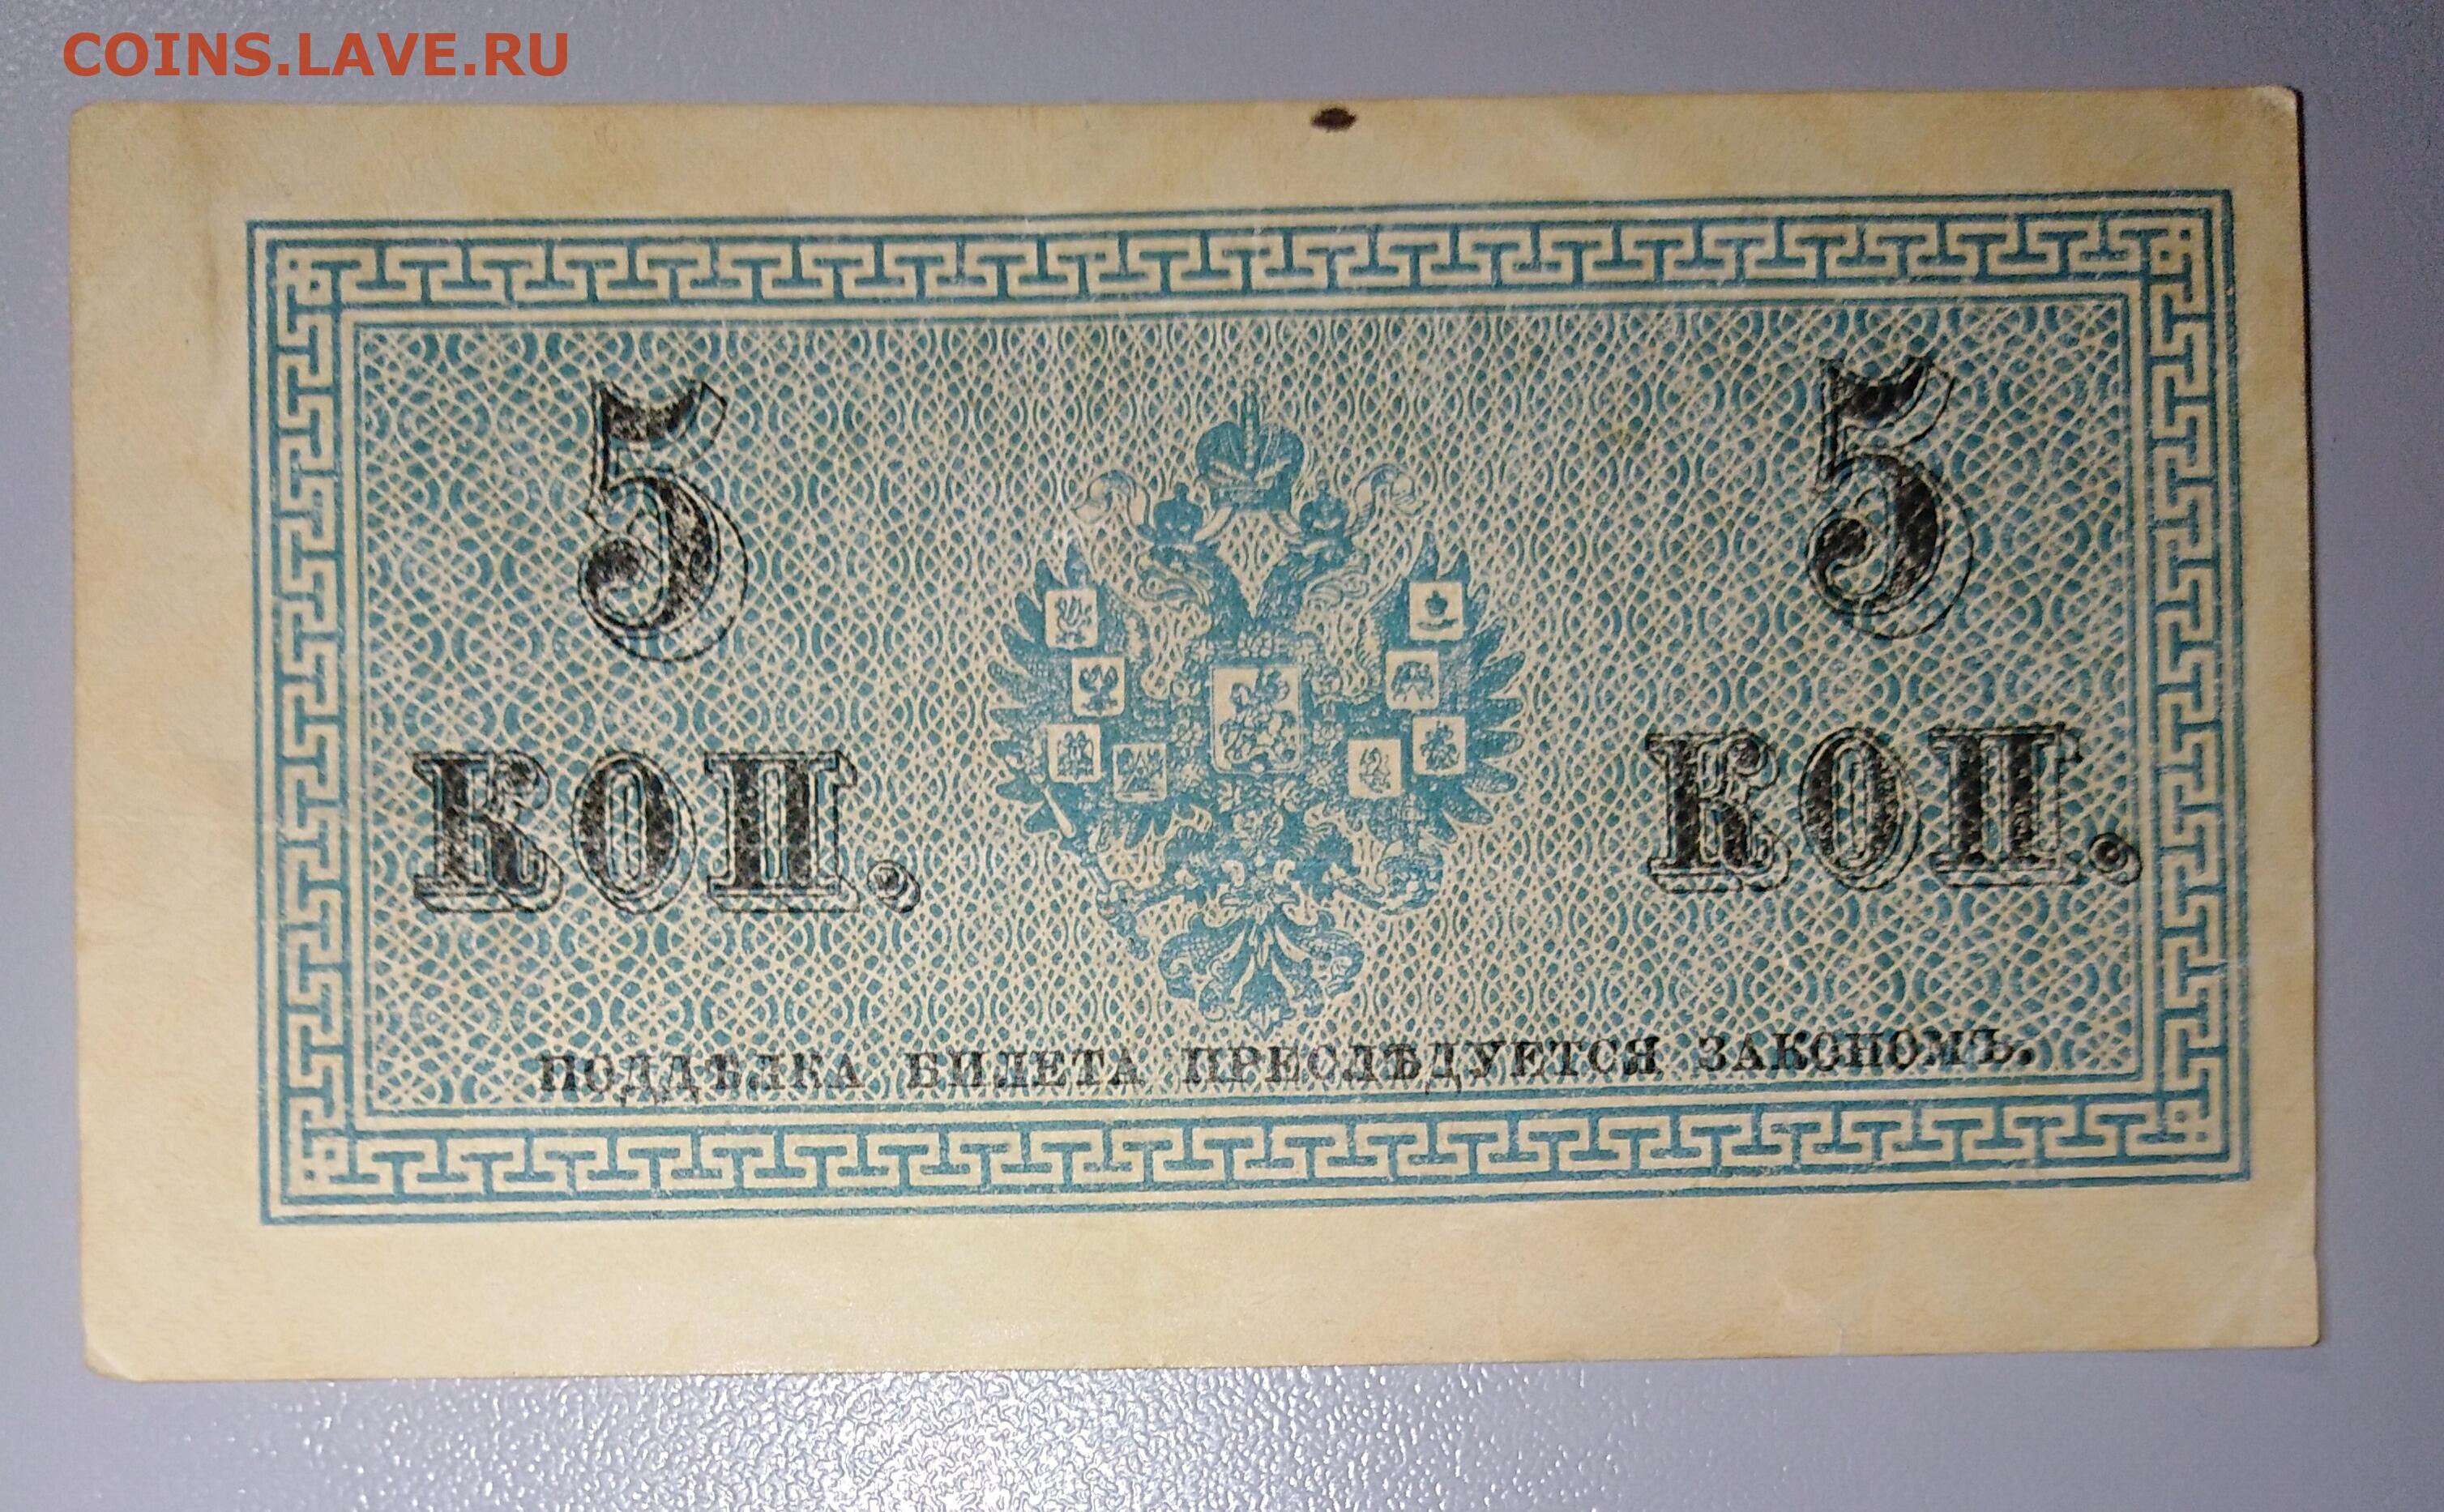 COINS.LAVE.RU
5 5
КОП. КОП.
ПОДДѢЛКА БИЛЕТА ПРЕСЛѢДУЕТСЯ ЗАКОНОМЪ.